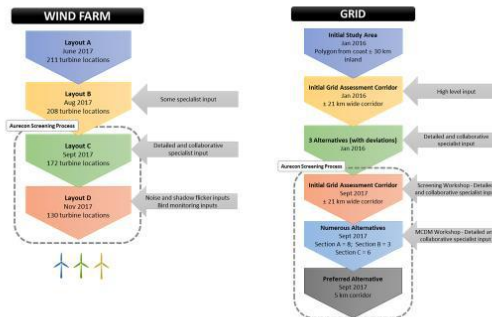 WIND FARM
Layout A
June 2017
211 turbine locations
Layout B
Aug 2017
208 turbine locations
Some specialist input
Aurecon Screening Process
Layout C
Sept 2017
172 turbine locations
Detailed and collaborative
specialist input
Layout D
Nov 2017
130 turbine locations
Noise and shadow flicker inputs
Bird monitoring inputs
GRID
Initial Study Area
Jan 2016
Polygon from coast ± 30 km
inland
Initial Grid Assessment Corridor
Jan 2016
± 21 km wide corridor
High level input
3 Alternatives (with deviations)
Jan 2016
Detailed and collaborative
specialist input
Aurecon Screening Process
Initial Grid Assessment Corridor
Sept 2017
± 21 km wide corridor
Screening Workshop - Detailed
and collaborative specialist input
Numerous Alternatives
Sept 2017
Section A = 8; Section B = 3
Section C = 6
MCDM Workshop - Detailed and
collaborative specialist input
Preferred Alternative
Sept 2017
5 km corridor